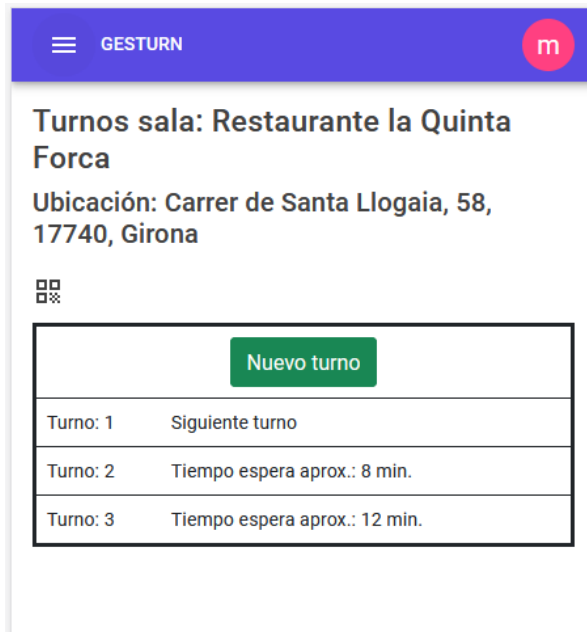 GESTURN
m
Turnos sala: Restaurante la Quinta
Forca
Ubicación: Carrer de Santa Llogaia, 58,
17740, Girona
Nuevo turno
Turno: 1 Siguiente turno
Turno: 2 Tiempo espera aprox.: 8 min.
Turno: 3 Tiempo espera aprox.: 12 min.